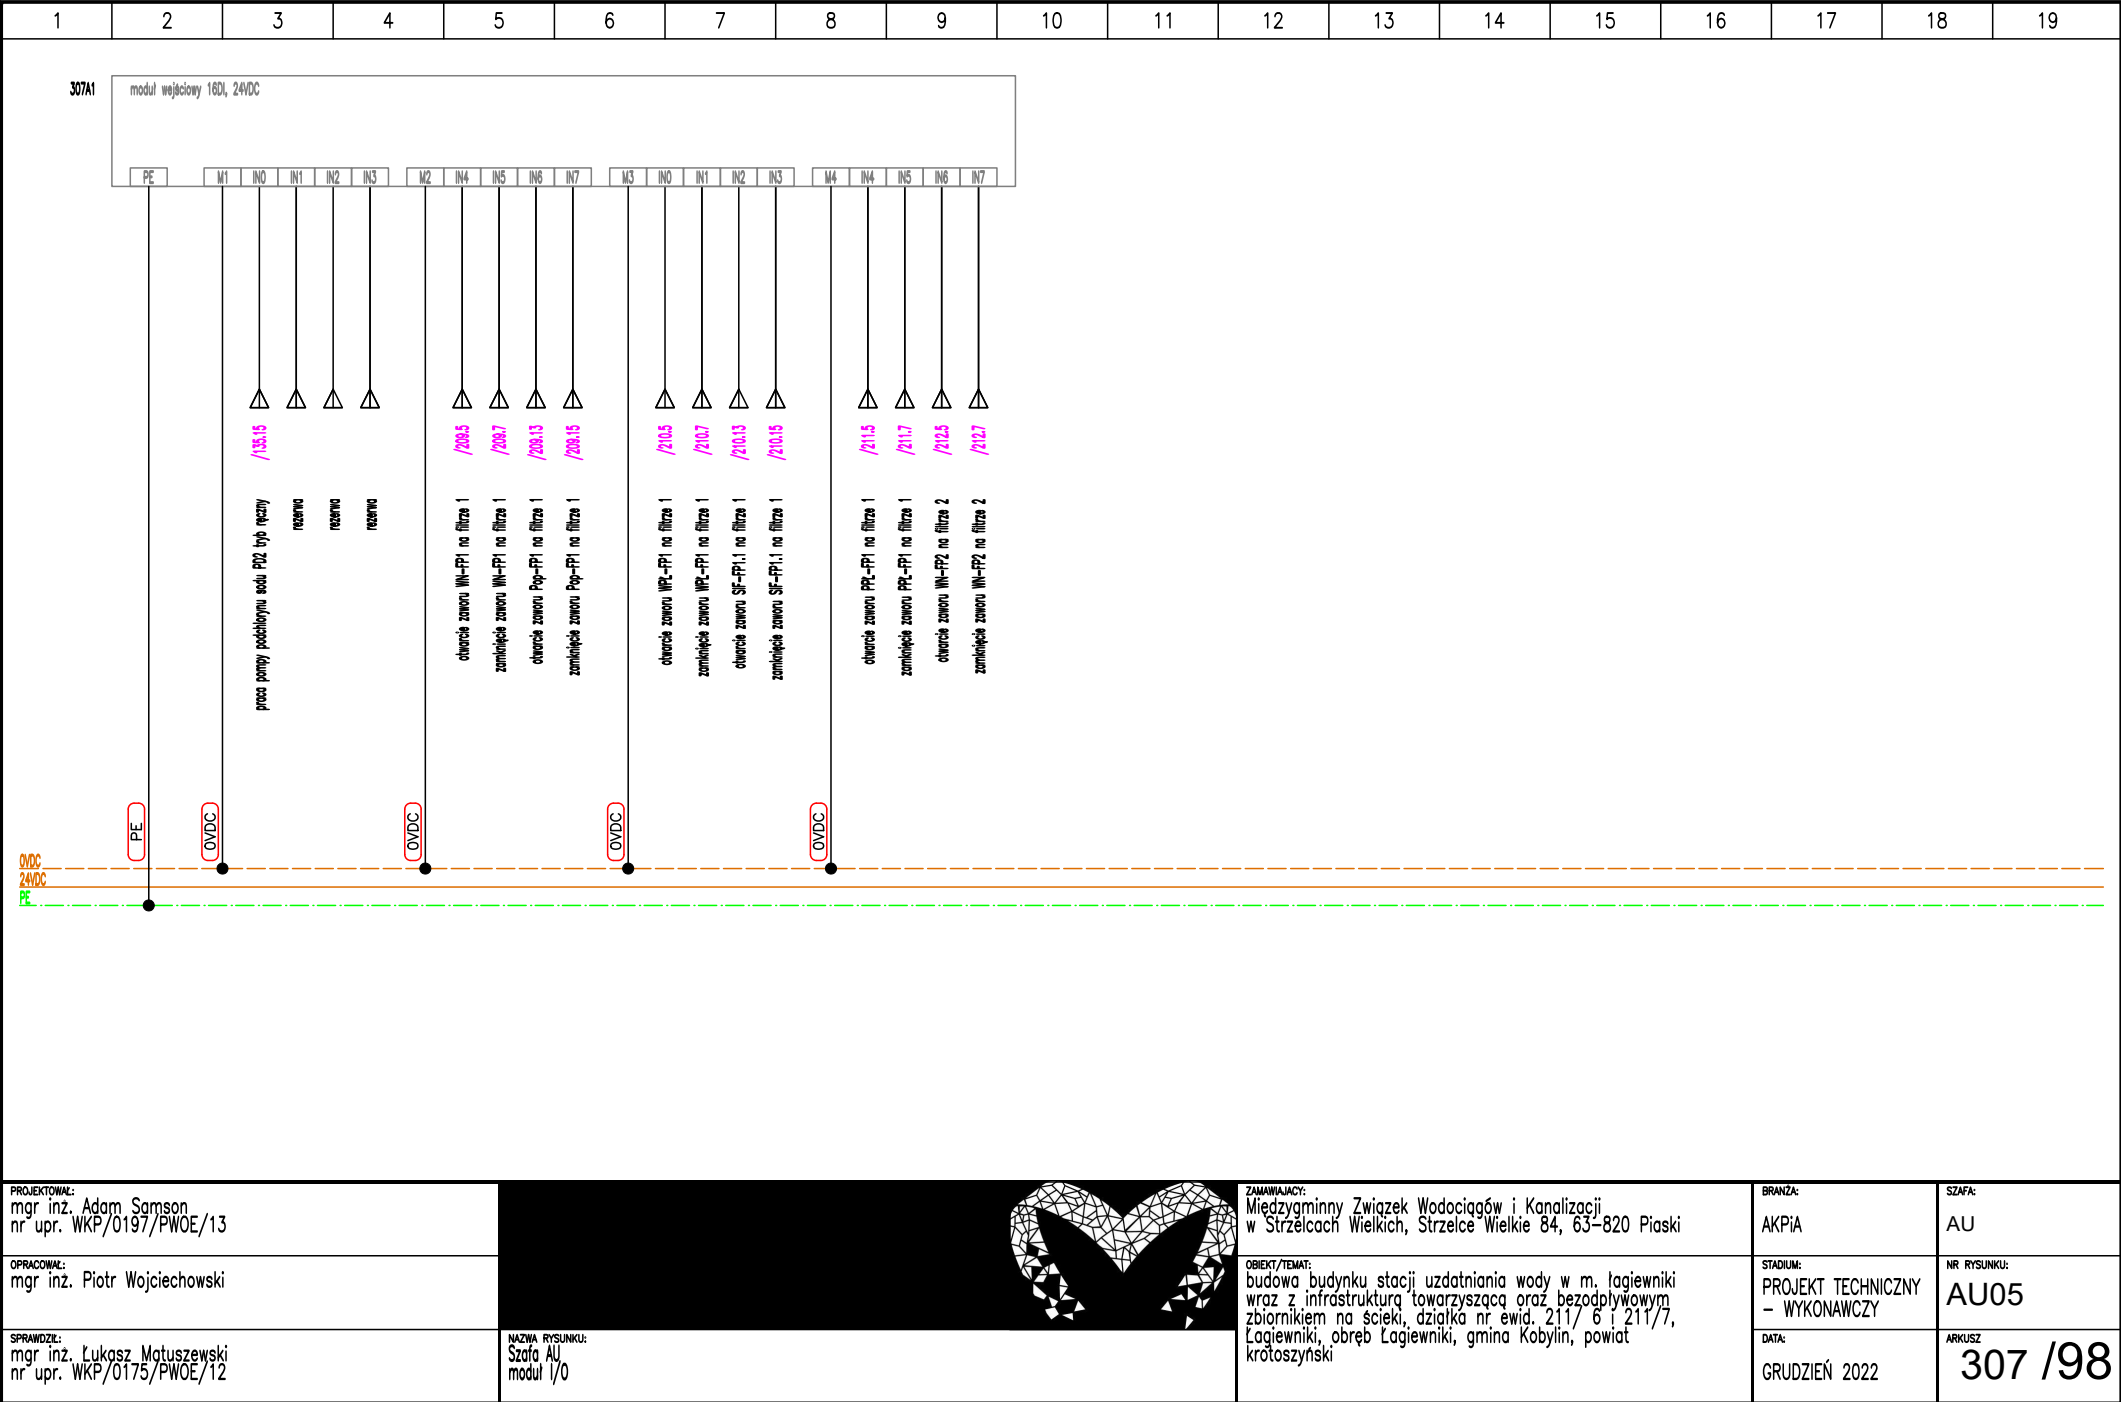 1 2 3 4 5 6 7 8 9 10 11 12 13 14 15 16 17 18 19
307A1
moduł wejściowy 16DI, 24VDC
PE M1 IN0 IN1 IN2 IN3 M2 IN4 IN5 IN6 IN7 M3 IN0 IN1 IN2 IN3 M4 IN4 IN5 IN6 IN7
/135.15
/209.5
/209.7
/209.13
/209.15
/210.5
/210.7
/210.13
/210.15
/211.5
/211.7
/212.5
/212.7
praca pompy podchlorynu sodu PD2 tryb ręczny
rezerwa
rezerwa
rezerwa
otwarcie zaworu WN-FP1 na filtrze 1
zamknięcie zaworu WN-FP1 na filtrze 1
otwarcie zaworu Pop-FP1 na filtrze 1
zamknięcie zaworu Pop-FP1 na filtrze 1
otwarcie zaworu WPŁ-FP1 na filtrze 1
zamknięcie zaworu WPŁ-FP1 na filtrze 1
otwarcie zaworu SIF-FP1.1 na filtrze 1
zamknięcie zaworu SIF-FP1.1 na filtrze 1
otwarcie zaworu PPŁ-FP1 na filtrze 1
zamknięcie zaworu PPŁ-FP1 na filtrze 1
otwarcie zaworu WN-FP2 na filtrze 2
zamknięcie zaworu WN-FP2 na filtrze 2
PE
0VDC
0VDC
0VDC
0VDC
0VDC
24VDC
PE
PROJEKTOWAŁ:
mgr inż. Adam Samson
nr upr. WKP/0197/PWOE/13
OPRACOWAŁ:
mgr inż. Piotr Wojciechowski
SPRAWDZIŁ:
mgr inż. Łukasz Matuszewski
nr upr. WKP/0175/PWOE/12
NAZWA RYSUNKU:
Szafa AU
moduł I/O
ZAMAWIAJACY:
Międzygminny Związek Wodociągów i Kanalizacji
w Strzelcach Wielkich, Strzelce Wielkie 84, 63-820 Piaski
OBIEKT/TEMAT:
budowa budynku stacji uzdatniania wody w m. łagiewniki
wraz z infrastrukturą towarzyszącą oraz bezodpływowym
zbiornikiem na ścieki, działka nr ewid. 211/ 6 i 211/7,
Łagiewniki, obręb Łagiewniki, gmina Kobylin, powiat
krotoszyński
BRANŻA:
AKPiA
STADIUM:
PROJEKT TECHNICZNY
- WYKONAWCZY
DATA:
GRUDZIEŃ 2022
SZAFA:
AU
NR RYSUNKU:
AU05
ARKUSZ
307 /98